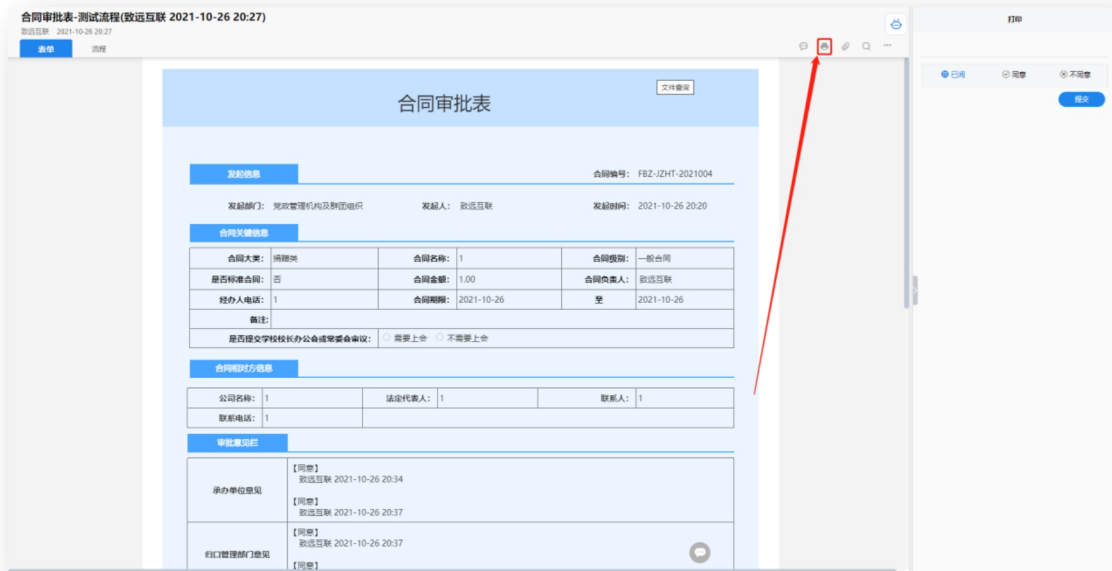 合同审批表-测试流程(致远互联 2021-10-26 20:27)
致远互联 2021-10-26 20:27
表单 流程
打印
已阅 同意 不同意
提交
合同审批表
文件查阅
发起信息
合同编号: FBZ-JZHT-2021004
发起部门: 党政管理机构及群团组织 发起人: 致远互联 发起时间: 2021-10-26 20:20
合同关键信息
合同大类: 捐赠类 合同名称: 1 合同级别: 一般合同
是否标准合同: 否 合同金额: 1.00 合同负责人: 致远互联
经办人电话: 1 合同期限: 2021-10-26 至 2021-10-26
备注:
是否提交学校校长办公会或常委会审议: 需要上会 不需要上会
合同相对方信息
公司名称: 1 法定代表人: 1 联系人: 1
联系电话: 1
审批意见栏
承办单位意见
【同意】
致远互联 2021-10-26 20:34
【同意】
致远互联 2021-10-26 20:37
归口管理部门意见
【同意】
致远互联 2021-10-26 20:37
【同意】